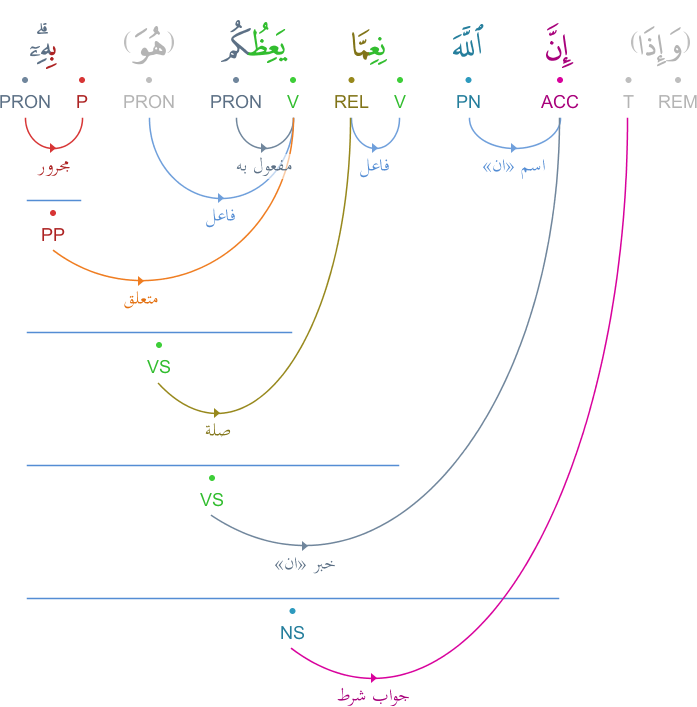 (وَإِذَا) إِنَّ ٱللَّهَ نِعِمَّا يَعِظُكُم (هُوَ) بِهِۦٓ ۗ
REM T ACC PN REL V PRON V PRON PRON P
مجرور مفعول به فاعل اسم «ان»
فاعل
PP
متعلق
VS
صلة
VS
خبر «ان»
NS
جواب شرط